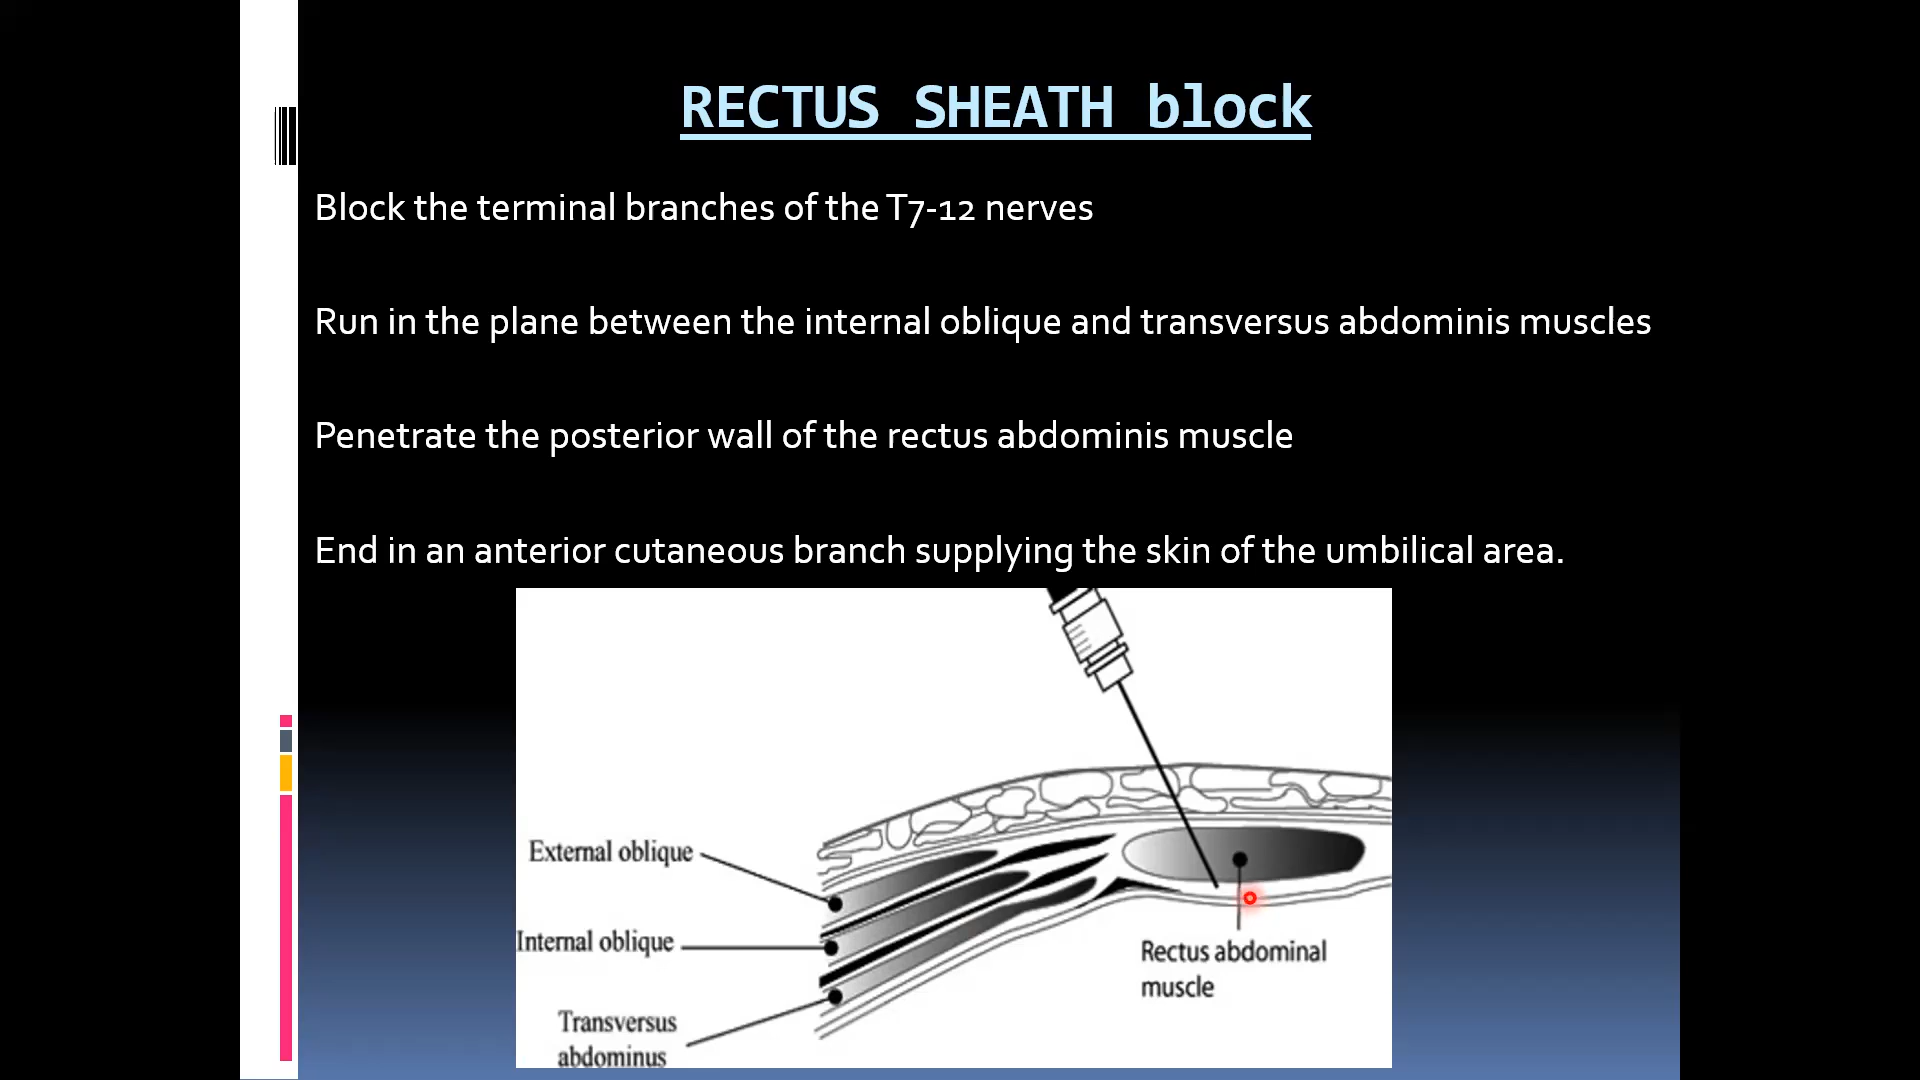 RECTUS SHEATH block
Block the terminal branches of the T7-12 nerves
Run in the plane between the internal oblique and transversus abdominis muscles
Penetrate the posterior wall of the rectus abdominis muscle
End in an anterior cutaneous branch supplying the skin of the umbilical area.
External oblique
Internal oblique
Transversus
abdominus
Rectus abdominal
muscle